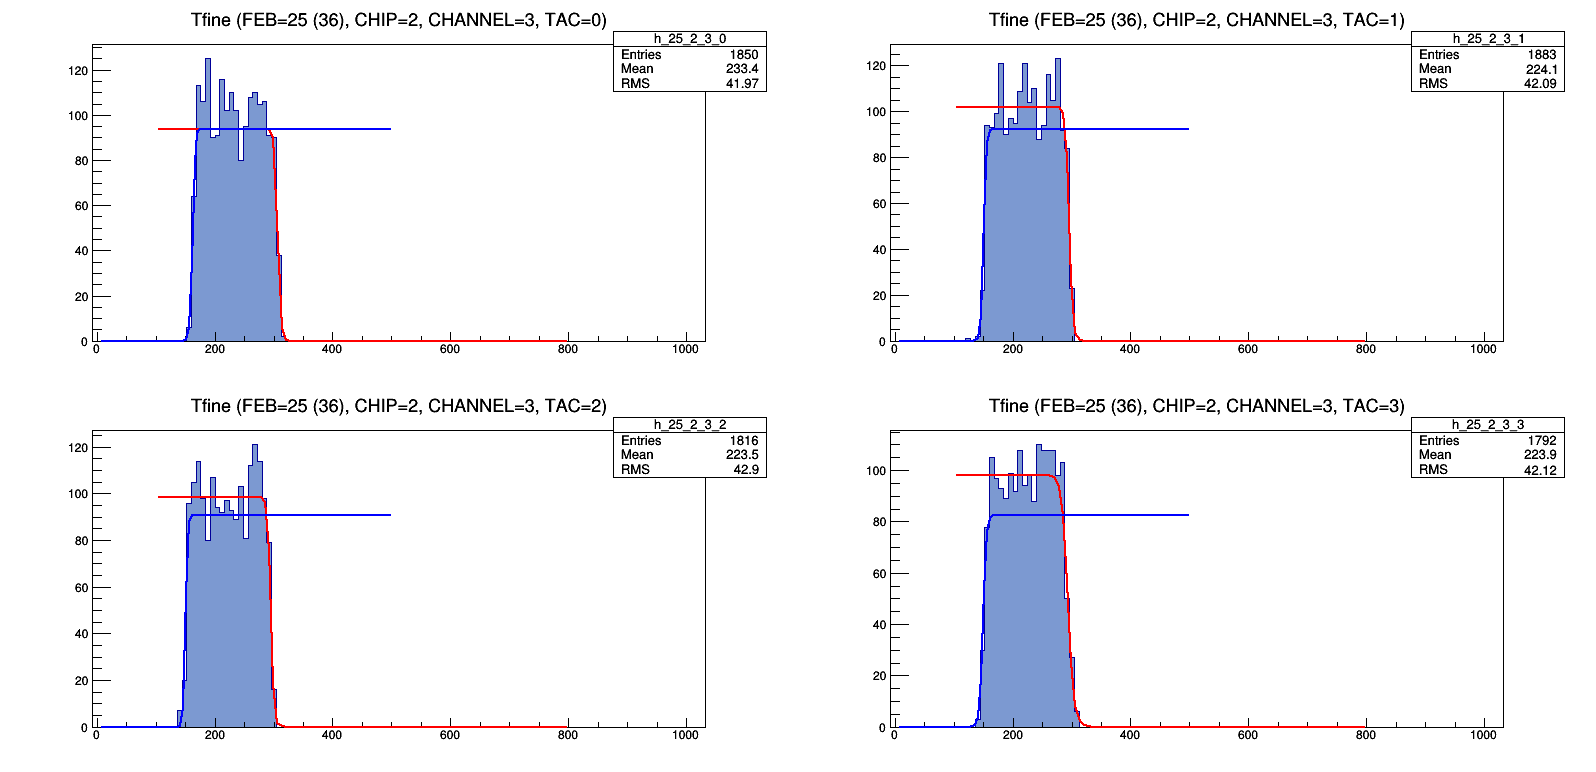 Tfine (FEB=25 (36), CHIP=2, CHANNEL=3, TAC=0)
h_25_2_3_0
Entries 1850
Mean 233.4
RMS 41.97
120
100
80
60
40
20
0
0 200 400 600 800 1000
Tfine (FEB=25 (36), CHIP=2, CHANNEL=3, TAC=1)
h_25_2_3_1
Entries 1883
Mean 224.1
RMS 42.09
120
100
80
60
40
20
0
0 200 400 600 800 1000
Tfine (FEB=25 (36), CHIP=2, CHANNEL=3, TAC=2)
h_25_2_3_2
Entries 1816
Mean 223.5
RMS 42.9
120
100
80
60
40
20
0
0 200 400 600 800 1000
Tfine (FEB=25 (36), CHIP=2, CHANNEL=3, TAC=3)
h_25_2_3_3
Entries 1792
Mean 223.9
RMS 42.12
100
80
60
40
20
0
0 200 400 600 800 1000